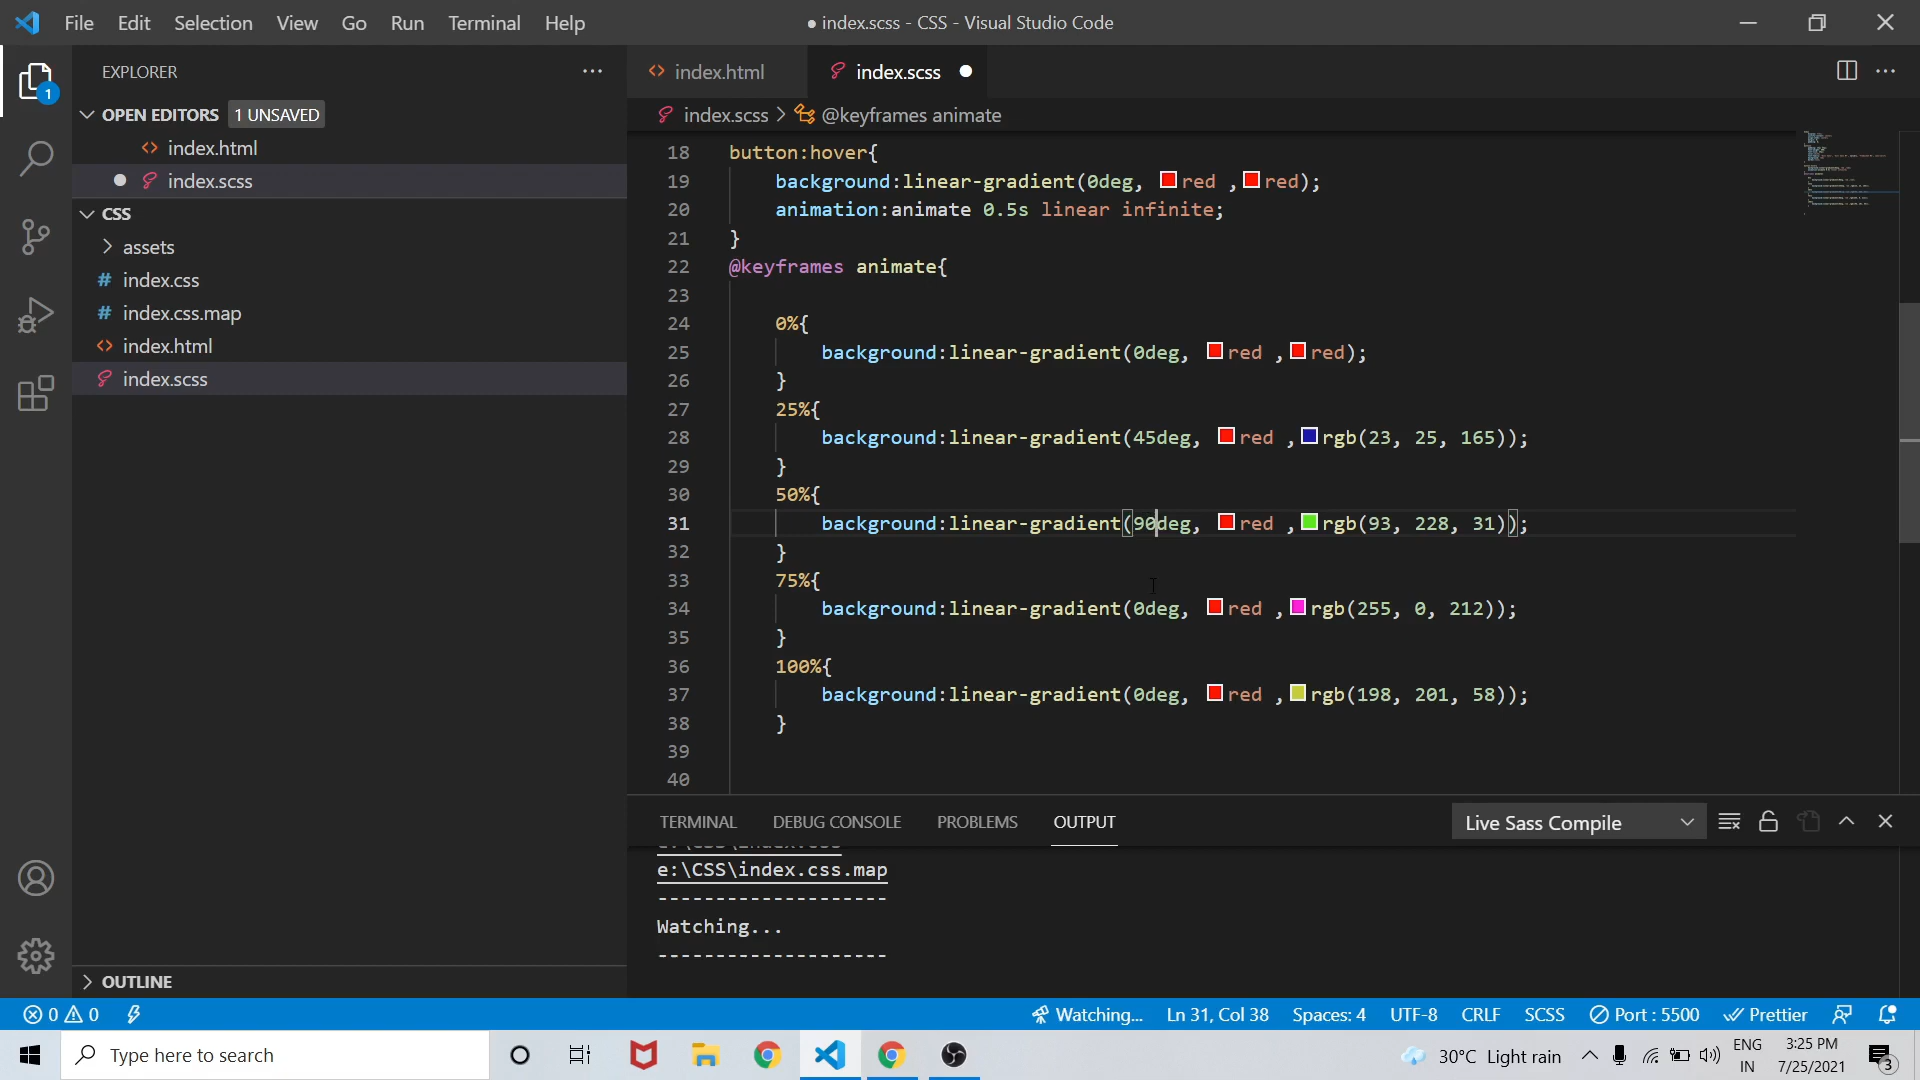 File Edit Selection View Go Run Terminal Help
● index.scss - CSS - Visual Studio Code
EXPLORER
OPEN EDITORS 1 UNSAVED
index.html
index.scss
CSS
assets
index.css
index.css.map
index.html
index.scss
OUTLINE
1
index.html index.scss
index.scss > @keyframes animate
18 button:hover{
19 background:linear-gradient(0deg, red ,red);
20 animation:animate 0.5s linear infinite;
21 }
22 @keyframes animate{
23
24 0%{
25 background:linear-gradient(0deg, red ,red);
26 }
27 25%{
28 background:linear-gradient(45deg, red ,rgb(23, 25, 165));
29 }
30 50%{
31 background:linear-gradient(90deg, red ,rgb(93, 228, 31));
32 }
33 75%{
34 background:linear-gradient(0deg, red ,rgb(255, 0, 212));
35 }
36 100%{
37 background:linear-gradient(0deg, red ,rgb(198, 201, 58));
38 }
39
40
TERMINAL DEBUG CONSOLE PROBLEMS OUTPUT Live Sass Compile
e:\CSS\index.css
e:\CSS\index.css.map
--------------------
Watching...
--------------------
0 0 Watching... Ln 31, Col 38 Spaces: 4 UTF-8 CRLF SCSS Port : 5500 Prettier
Type here to search
30°C Light rain
ENG
IN
3:25 PM
7/25/2021
3